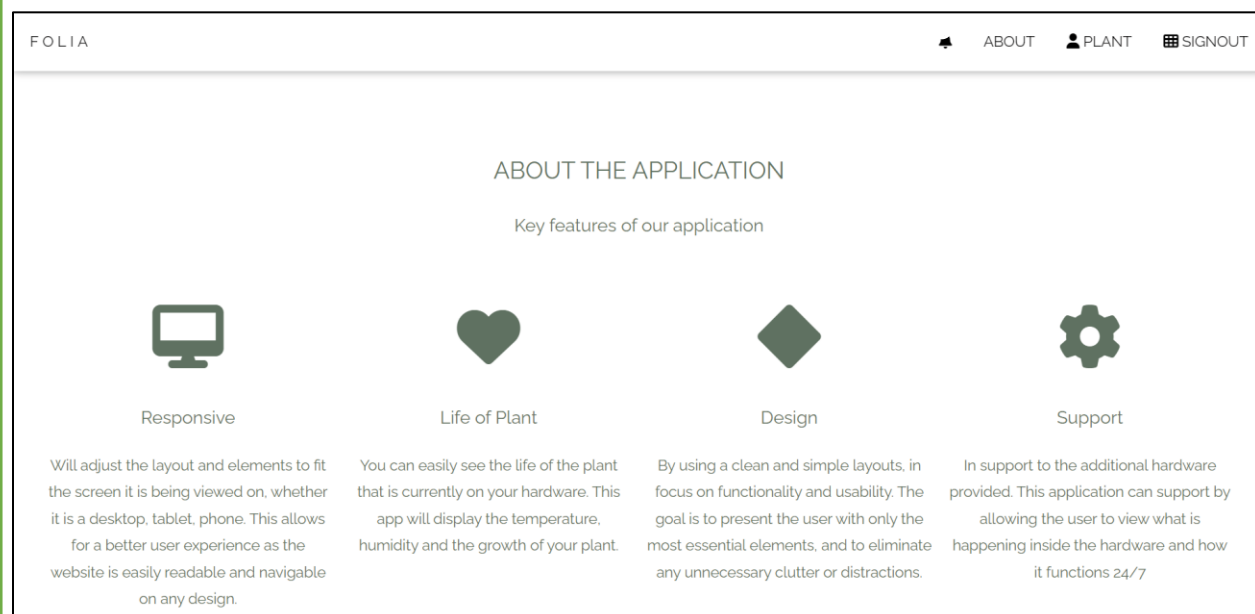 FOLIA
ABOUT
PLANT
SIGNOUT
ABOUT THE APPLICATION
Key features of our application
Responsive
Will adjust the layout and elements to fit
the screen it is being viewed on, whether
it is a desktop, tablet, phone. This allows
for a better user experience as the
website is easily readable and navigable
on any design.
Life of Plant
You can easily see the life of the plant
that is currently on your hardware. This
app will display the temperature,
humidity and the growth of your plant.
Design
By using a clean and simple layouts, in
focus on functionality and usability. The
goal is to present the user with only the
most essential elements, and to eliminate
any unnecessary clutter or distractions.
Support
In support to the additional hardware
provided. This application can support by
allowing the user to view what is
happening inside the hardware and how
it functions 24/7